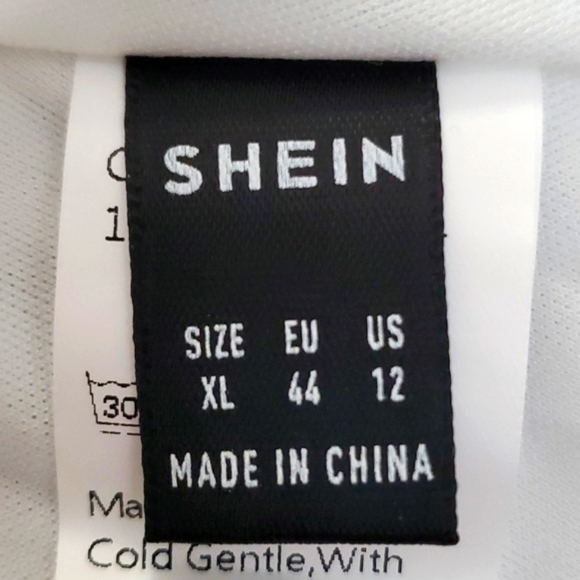 SHEIN
SIZE EU US
XL 44 12
MADE IN CHINA
30
Cold Gentle,With